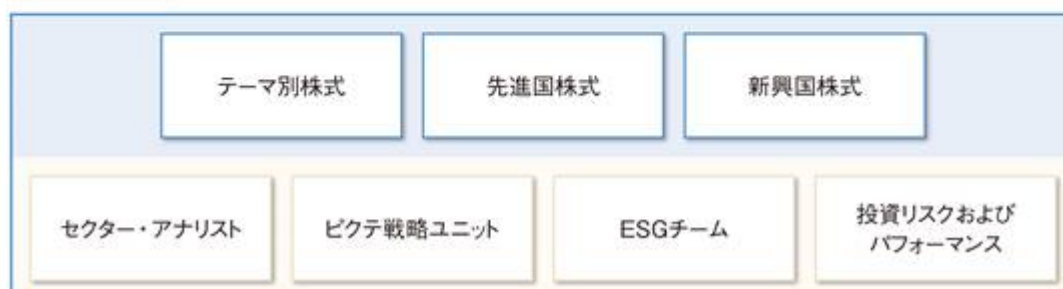 テーマ別株式
先進国株式
新興国株式
セクター・アナリスト
ピクテ戦略ユニット
ESGチーム
投資リスクおよび
パフォーマンス